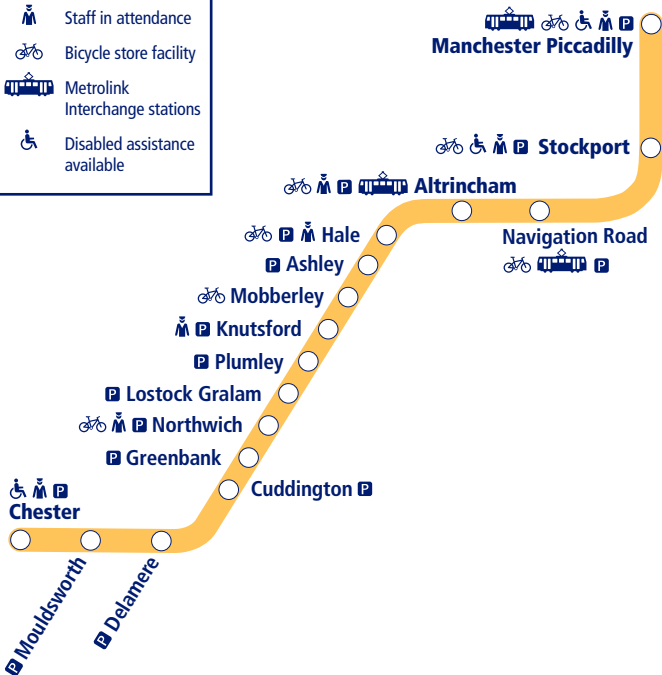 Staff in attendance
Bicycle store facility
Metrolink
Interchange stations
Disabled assistance
available
P
Manchester Piccadilly
P Stockport
P Altrincham
P Hale
Navigation Road
P
P Ashley
Mobberley
P Knutsford
P Plumley
P Lostock Gralam
P Northwich
P Greenbank
Cuddington P
P
Chester
P Mouldsworth
P Delamere